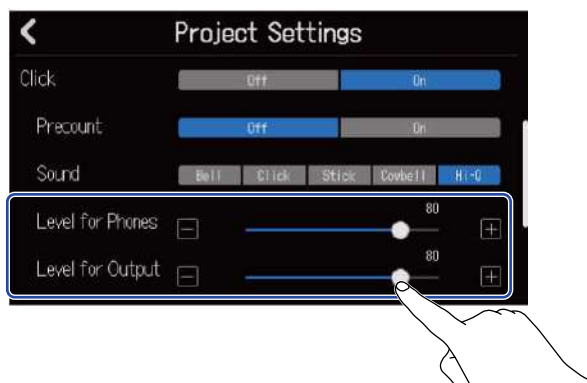 Project Settings
Click Off On
Precount Off On
Sound Bell Click Stick Cowbell Hi-Q
80
Level for Phones
80
Level for Output